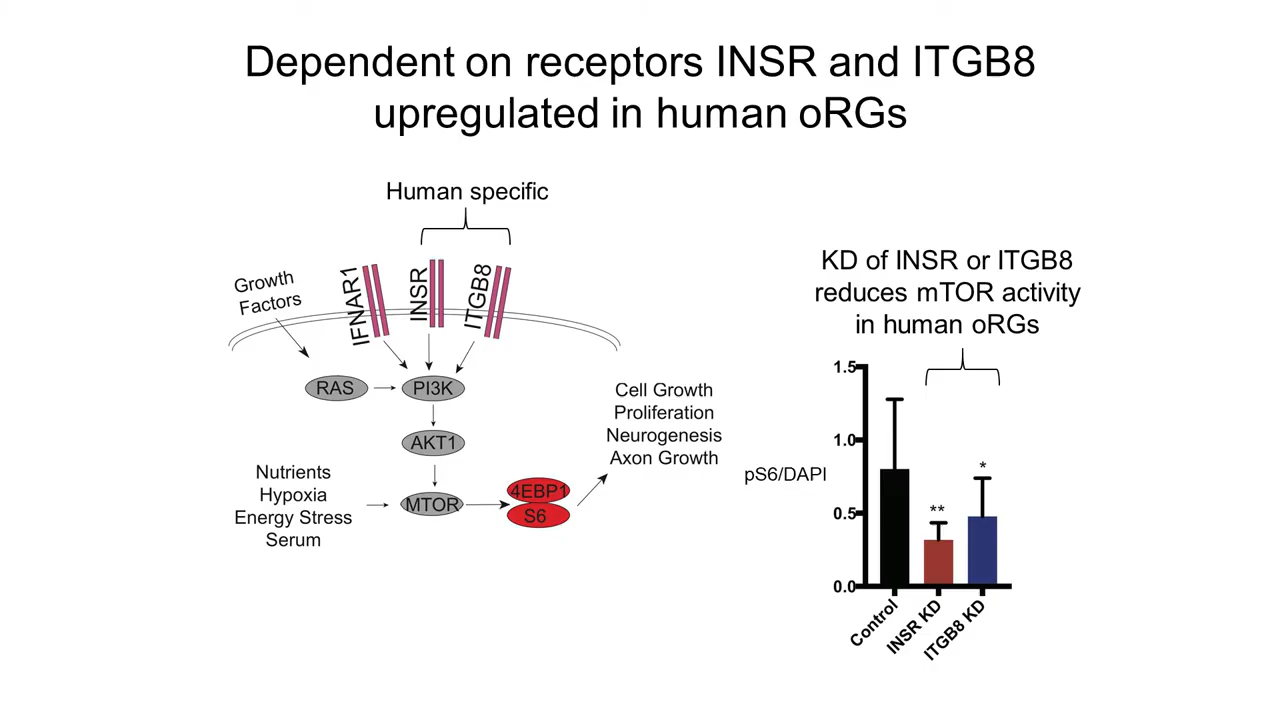 Dependent on receptors INSR and ITGB8
upregulated in human oRGs
Human specific
Growth
Factors
IFNAR1
INSR
ITGB8
RAS
PI3K
AKT1
Nutrients
Hypoxia
Energy Stress
Serum
MTOR
4EBP1
S6
Cell Growth
Proliferation
Neurogenesis
Axon Growth
KD of INSR or ITGB8
reduces mTOR activity
in human oRGs
pS6/DAPI
1.5
1.0
0.5
0.0
**
*
Control
INSR KD
ITGB8 KD